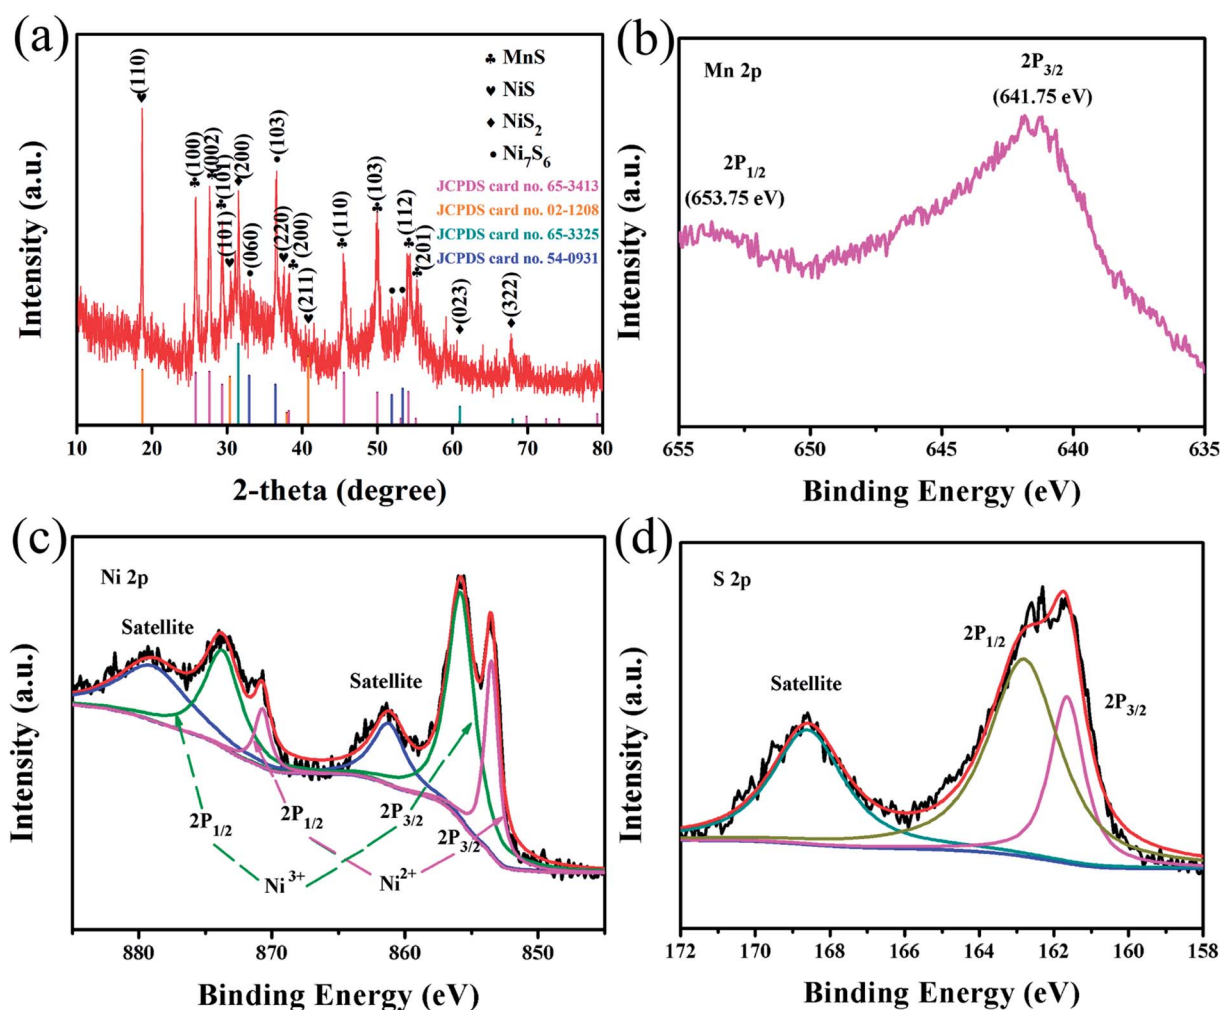 (a)
♣ MnS
♥ NiS
♦ NiS2
• Ni7S6
JCPDS card no. 65-3413
JCPDS card no. 02-1208
JCPDS card no. 65-3325
JCPDS card no. 54-0931
♥(110)
♣(100)
♣(002)
♣(101)
♥(101)
♦(200)
•(060)
•(103)
♥(220)
♣(200)
♥(211)
♣(110)
♣(103)
•
•
♣(112)
♣(201)
♦(023)
♦(322)
Intensity (a.u.)
10 20 30 40 50 60 70 80
2-theta (degree)
(b)
Mn 2p
2P3/2
(641.75 eV)
2P1/2
(653.75 eV)
Intensity (a.u.)
655 650 645 640 635
Binding Energy (eV)
(c)
Ni 2p
Satellite
Satellite
2P1/2
2P1/2
2P3/2
2P3/2
Ni 3+
Ni2+
Intensity (a.u.)
880 870 860 850
Binding Energy (eV)
(d)
S 2p
2P1/2
Satellite
2P3/2
Intensity (a.u.)
172 170 168 166 164 162 160 158
Binding Energy (eV)